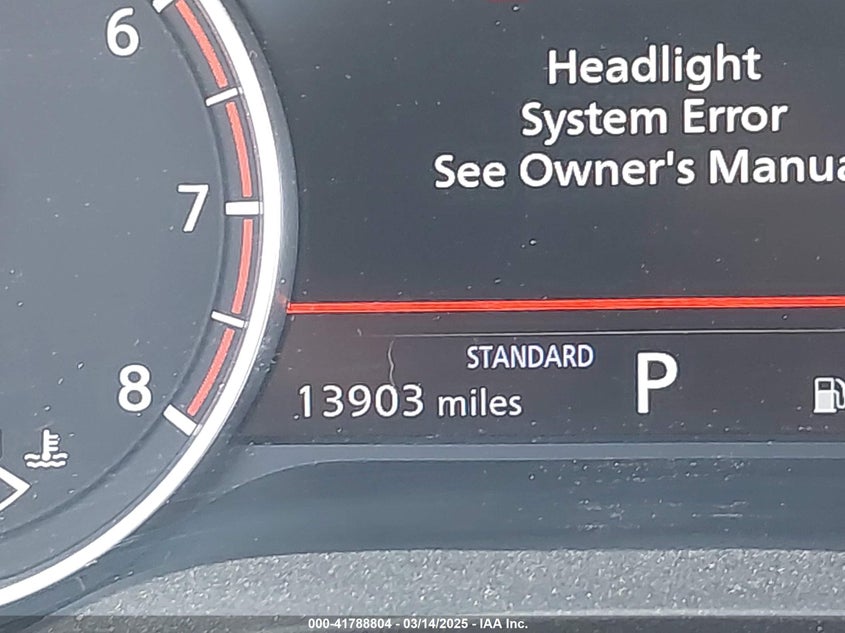 6
Headlight
System Error
See Owner's Manua
7
STANDARD
P
8
13903 miles
000-41788804 - 03/14/2025 - IAA Inc.